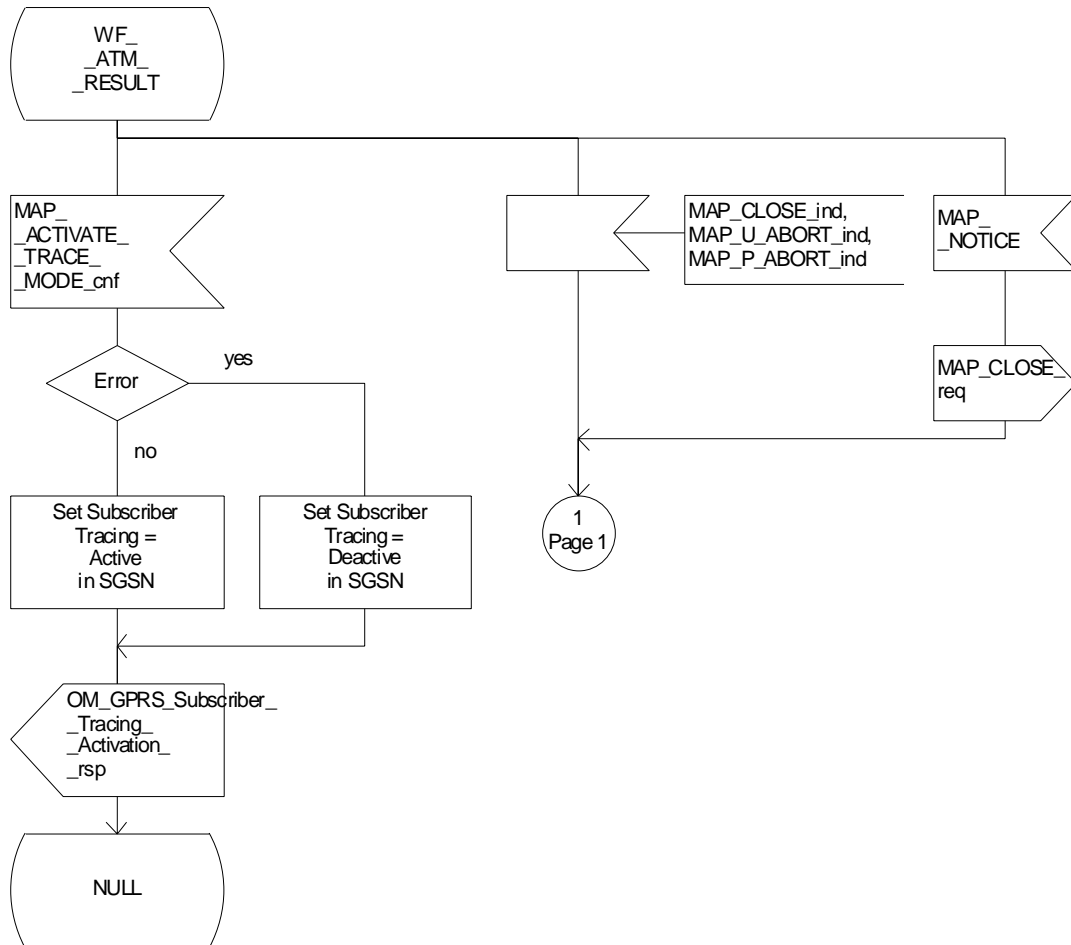 WF_
_ATM_
_RESULT
MAP_
_ACTIVATE_
_TRACE_
_MODE_cnf
MAP_CLOSE_ind,
MAP_U_ABORT_ind,
MAP_P_ABORT_ind
MAP_
_NOTICE
Error
yes
no
MAP_CLOSE_
req
Set Subscriber
Tracing =
Active
in SGSN
Set Subscriber
Tracing =
Deactive
in SGSN
1
Page 1
OM_GPRS_Subscriber_
_Tracing_
_Activation_
_rsp
NULL